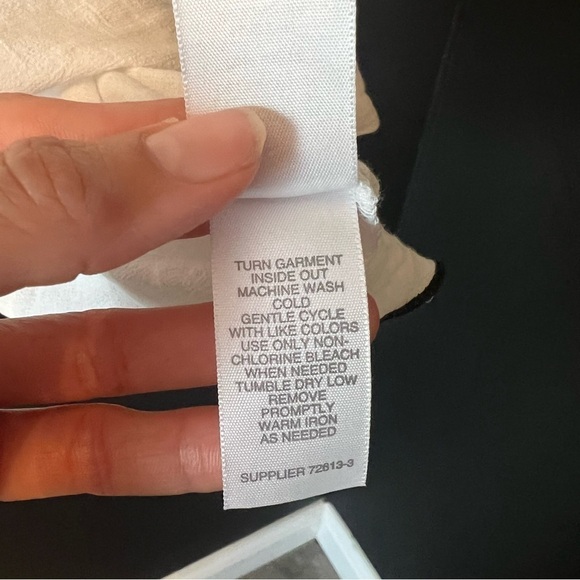 TURN GARMENT
INSIDE OUT
MACHINE WASH
COLD
GENTLE CYCLE
WITH LIKE COLORS
USE ONLY NON-
CHLORINE BLEACH
WHEN NEEDED
TUMBLE DRY LOW
REMOVE
PROMPTLY
WARM IRON
AS NEEDED
SUPPLIER 72613-3